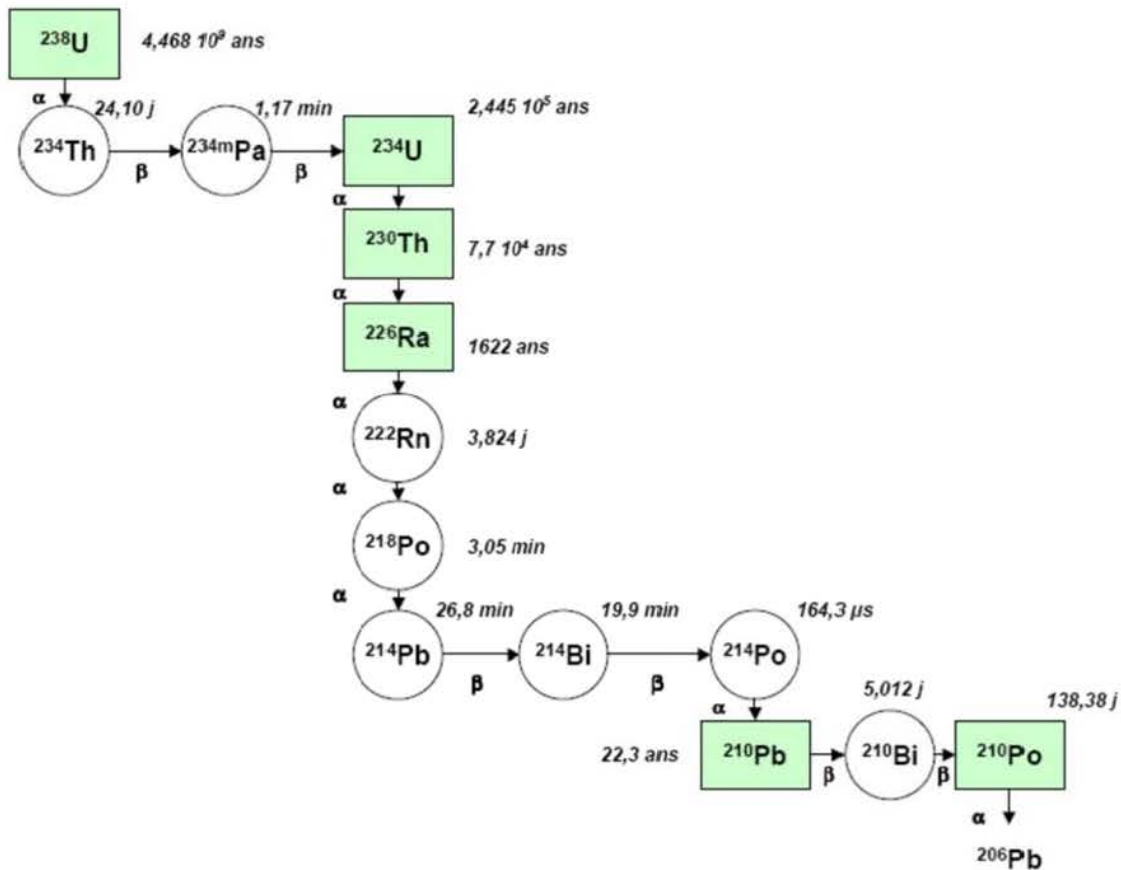 ²³⁸U 4,468 10⁹ ans
α 24,10 j 1,17 min 2,445 10⁵ ans
²³⁴Th ²³⁴ᵐPa ²³⁴U
β β
α
²³⁰Th 7,7 10⁴ ans
α
²²⁶Ra 1622 ans
α
²²²Rn 3,824 j
α
²¹⁸Po 3,05 min
α 26,8 min 19,9 min 164,3 µs
²¹⁴Pb ²¹⁴Bi ²¹⁴Po
β β
5,012 j 138,38 j
α
22,3 ans ²¹⁰Pb ²¹⁰Bi ²¹⁰Po
β β
α
²⁰⁶Pb